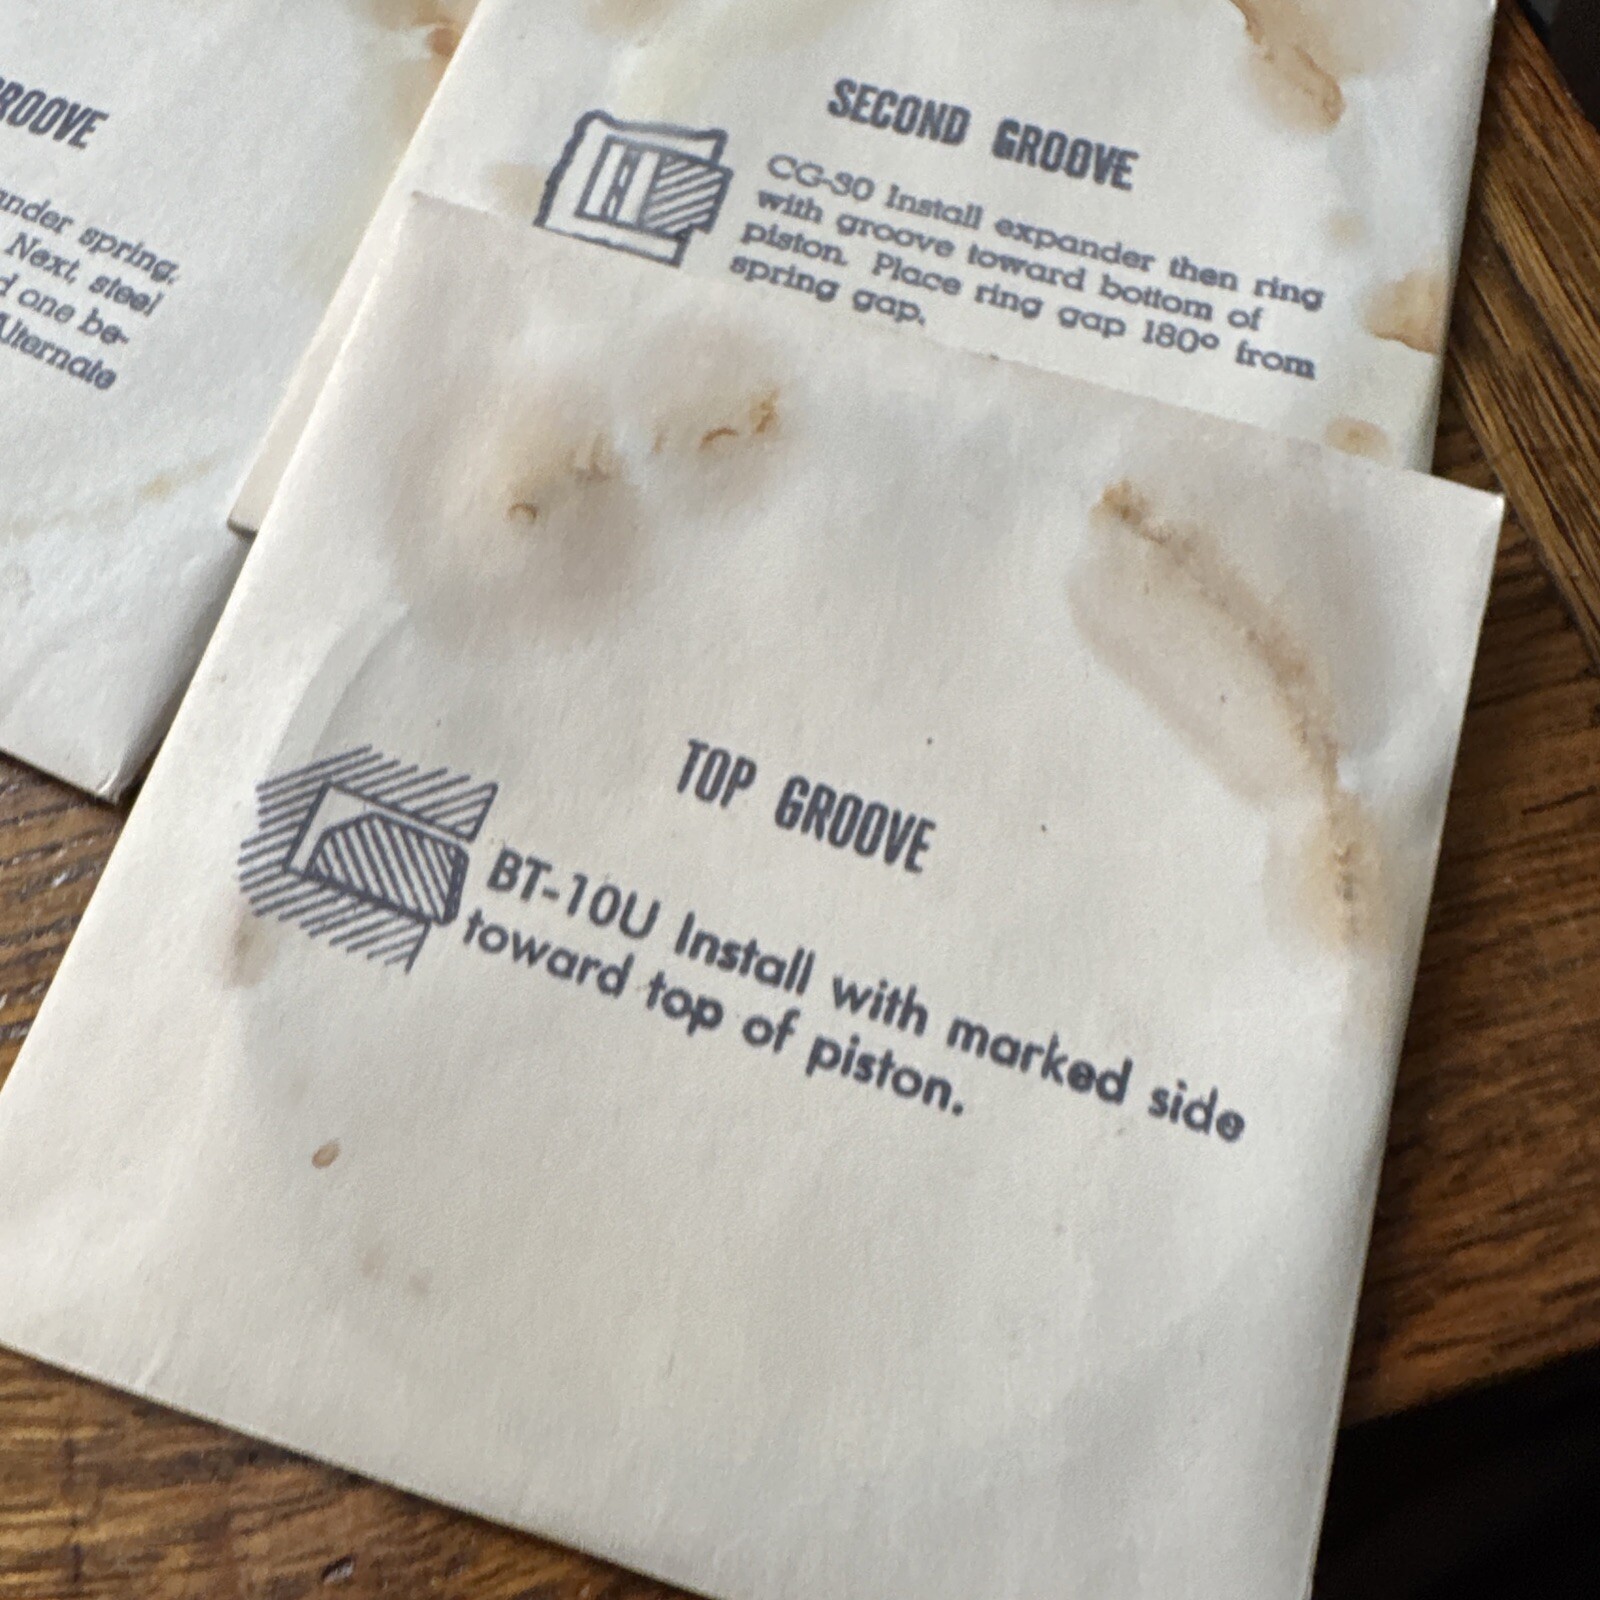 GROOVE
ander spring.
Next, steel
d one be-
Alternate
SECOND GROOVE
CG-30 Install expander then ring
with groove toward bottom of
piston. Place ring gap 180° from
spring gap.
TOP GROOVE
BT-10U Install with marked side
toward top of piston.